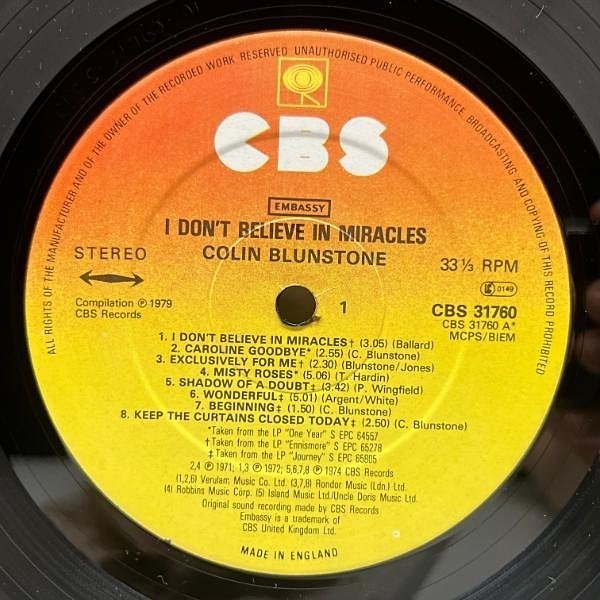 ALL RIGHTS OF THE MANUFACTURER AND OF THE OWNER OF THE RECORDED WORK RESERVED UNAUTHORISED PUBLIC PERFORMANCE, BROADCASTING AND COPYING OF THIS RECORD PROHIBITED
CBS
EMBASSY
I DON'T BELIEVE IN MIRACLES
COLIN BLUNSTONE
STEREO
33⅓ RPM
Compilation ℗ 1979
CBS Records
1
CBS 31760
CBS 31760 A*
MCPS/BIEM
1. I DON'T BELIEVE IN MIRACLES† (3.05) (Ballard)
2. CAROLINE GOODBYE* (2.55) (C. Blunstone)
3. EXCLUSIVELY FOR ME† (2.30) (Blunstone/Jones)
4. MISTY ROSES* (5.06) (T. Hardin)
5. SHADOW OF A DOUBT‡ (3.42) (P. Wingfield)
6. WONDERFUL‡ (5.01) (Argent/White)
7. BEGINNING‡ (1.50) (C. Blunstone)
8. KEEP THE CURTAINS CLOSED TODAY‡ (2.50) (C. Blunstone)
*Taken from the LP "One Year" S EPC 64557
†Taken from the LP "Ennismore" S EPC 65278
‡Taken from the LP "Journey" S EPC 65805
2,4 ℗ 1971; 1,3 ℗ 1972; 5,6,7,8 ℗ 1974 CBS Records
(1,2,6) Verulam Music Co. Ltd. (3,7,8) Rondor Music (Ldn.) Ltd.
(4) Robbins Music Corp. (5) Island Music Ltd/Uncle Doris Music Ltd.
Original sound recording made by CBS Records
Embassy is a trademark of
CBS United Kingdom Ltd.
MADE IN ENGLAND